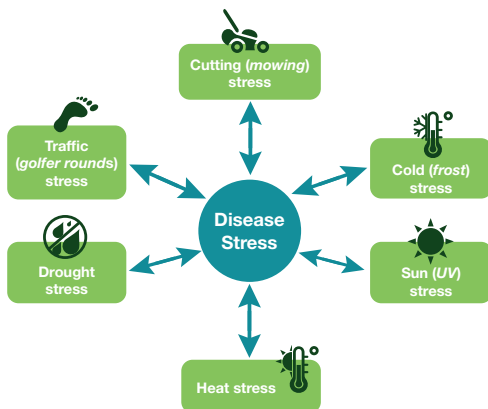 Cutting (mowing)
stress
Traffic
(golfer rounds)
stress
Cold (frost)
stress
Disease
Stress
Drought
stress
Sun (UV)
stress
Heat stress